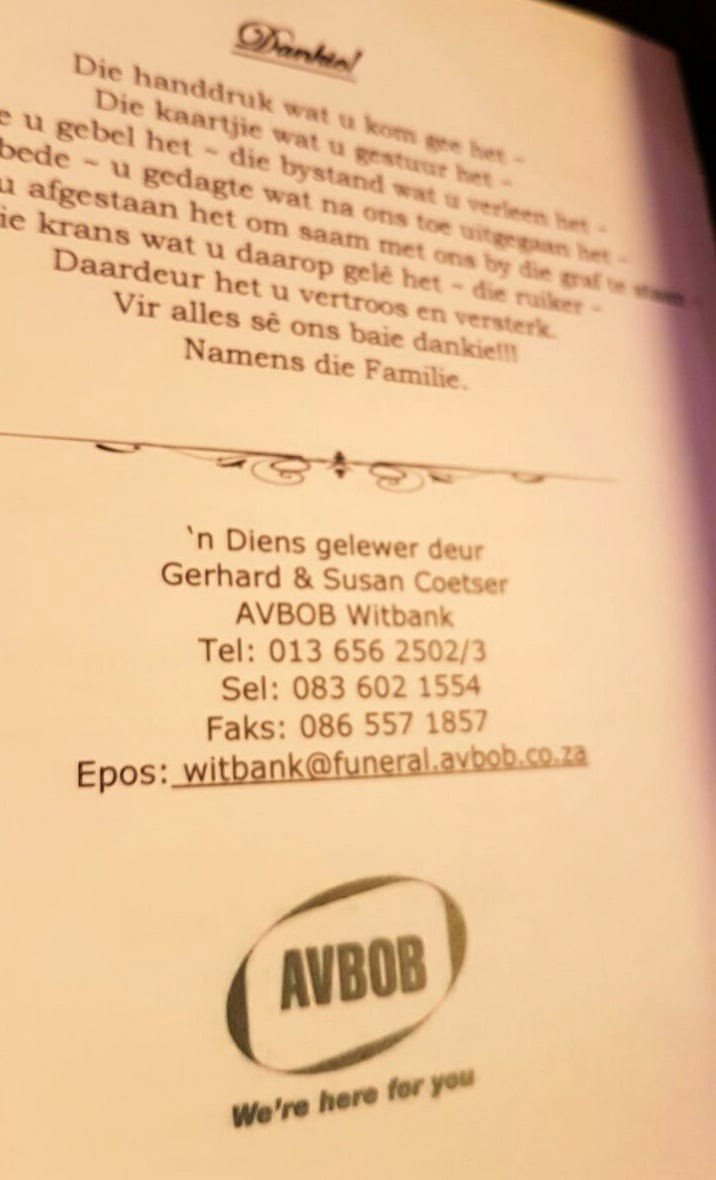 Dankie!
Die handdruk wat u kom gee het ~
Die kaartjie wat u gestuur het ~
e u gebel het ~ die bystand wat u verleen het ~
bede ~ u gedagte wat na ons toe uitgegaan het ~
u afgestaan het om saam met ons by die graf te staan ~
ie krans wat u daarop gelê het ~ die ruiker ~
Daardeur het u vertroos en versterk.
Vir alles sê ons baie dankie!!!
Namens die Familie.
‘n Diens gelewer deur
Gerhard & Susan Coetser
AVBOB Witbank
Tel: 013 656 2502/3
Sel: 083 602 1554
Faks: 086 557 1857
Epos: witbank@funeral.avbob.co.za
AVBOB
We're here for you